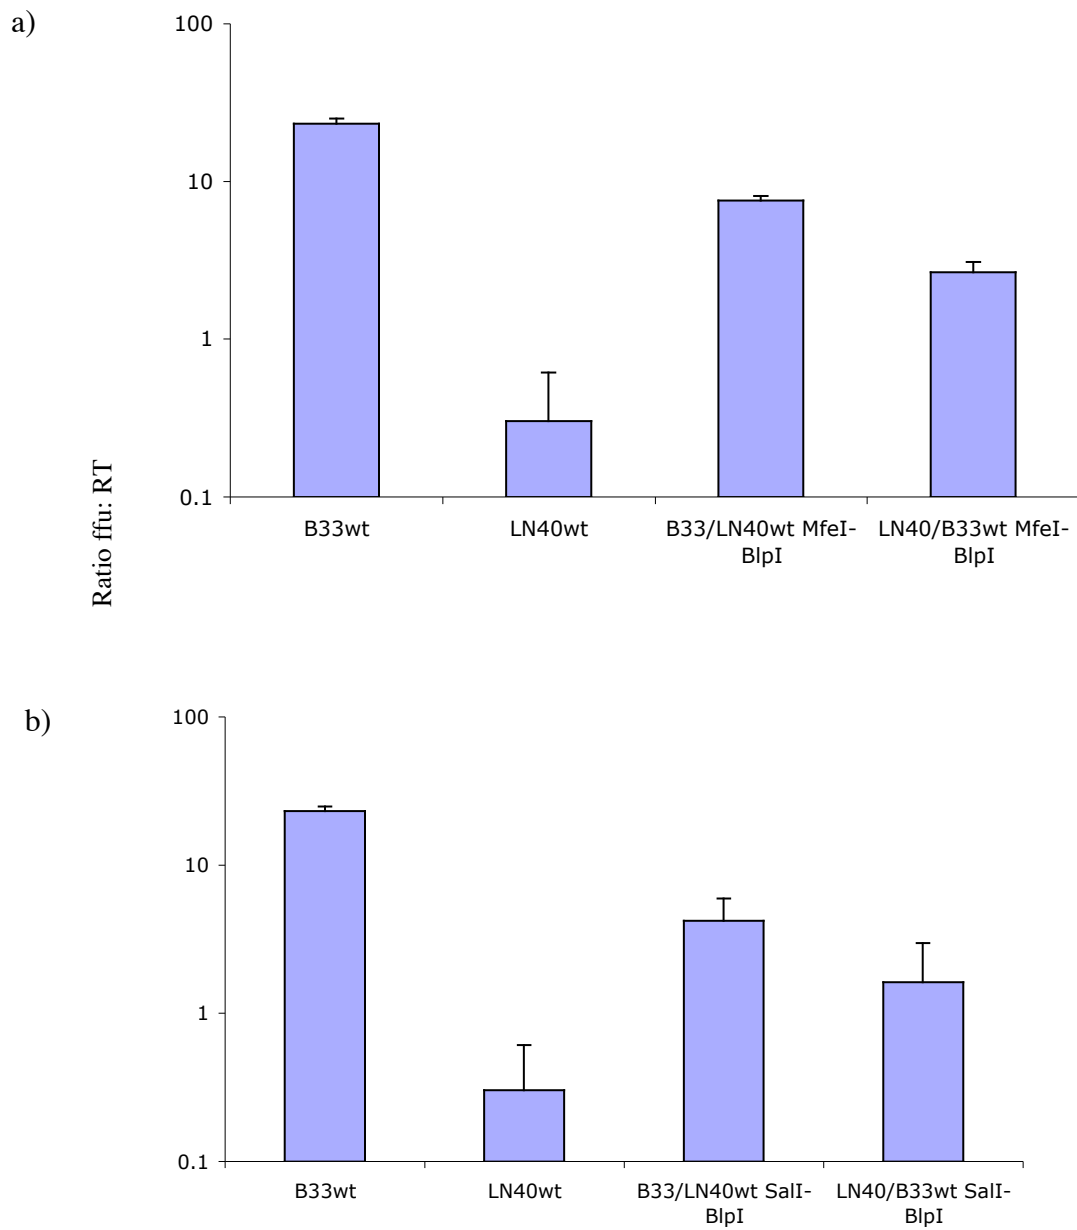 a)
100
10
1
0.1
Ratio ffu: RT
B33wt
LN40wt
B33/LN40wt MfeI-
BlpI
LN40/B33wt MfeI-
BlpI
b)
100
10
1
0.1
B33wt
LN40wt
B33/LN40wt SalI-
BlpI
LN40/B33wt SalI-
BlpI